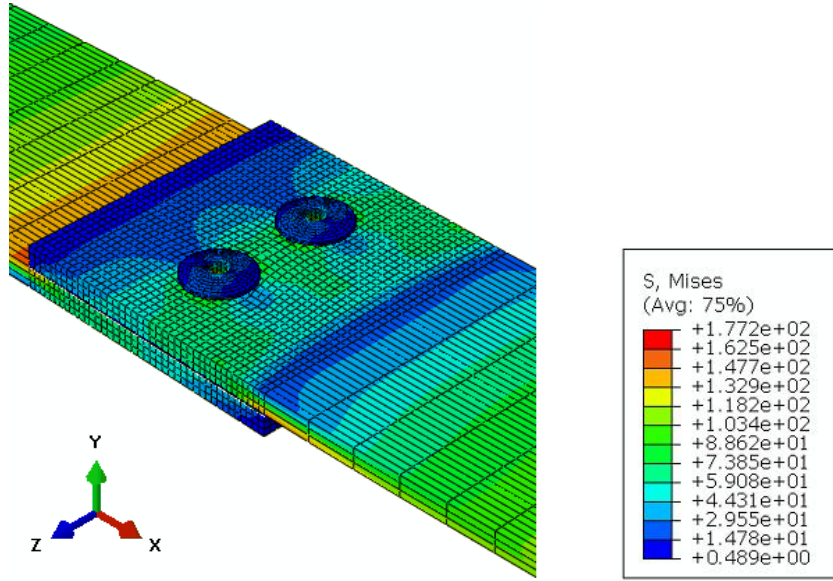 S, Mises
(Avg: 75%)
+1.772e+02
+1.625e+02
+1.477e+02
+1.329e+02
+1.182e+02
+1.034e+02
+8.862e+01
+7.385e+01
+5.908e+01
+4.431e+01
+2.955e+01
+1.478e+01
+0.489e+00
Y
Z
X